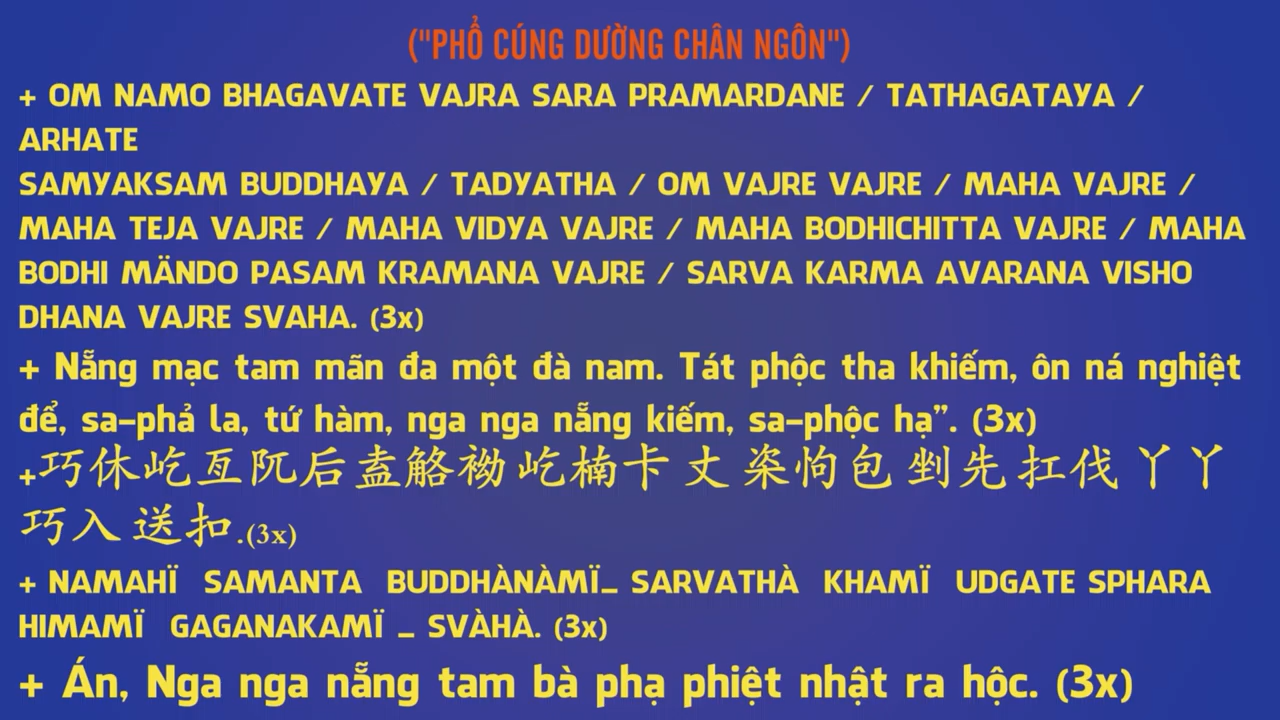 ("PHỔ CÚNG DƯỜNG CHÂN NGÔN")
+ OM NAMO BHAGAVATE VAJRA SARA PRAMARDANE / TATHAGATAYA /
ARHATE
SAMYAKSAM BUDDHAYA / TADYATHA / OM VAJRE VAJRE / MAHA VAJRE /
MAHA TEJA VAJRE / MAHA VIDYA VAJRE / MAHA BODHICHITTA VAJRE / MAHA
BODHI MÄNDO PASAM KRAMANA VAJRE / SARVA KARMA AVARANA VISHO
DHANA VAJRE SVAHA. (3x)
+ Nẵng mạc tam mãn đa một đà nam. Tát phộc tha khiếm, ôn ná nghiệt
để, sa-phả la, tứ hàm, nga nga nẵng kiếm, sa-phộc hạ”. (3x)
+巧休屹亙阢后盍觡袎屹楠卡丈楶怐包剉先扛伐丫丫
巧入送扣.(3x)
+ NAMAHÏ SAMANTA BUDDHÀNÀMÏ_ SARVATHÀ KHAMÏ UDGATE SPHARA
HIMAMÏ GAGANAKAMÏ _ SVÀHÀ. (3x)
+ Án, Nga nga nẵng tam bà phạ phiệt nhật ra hộc. (3x)